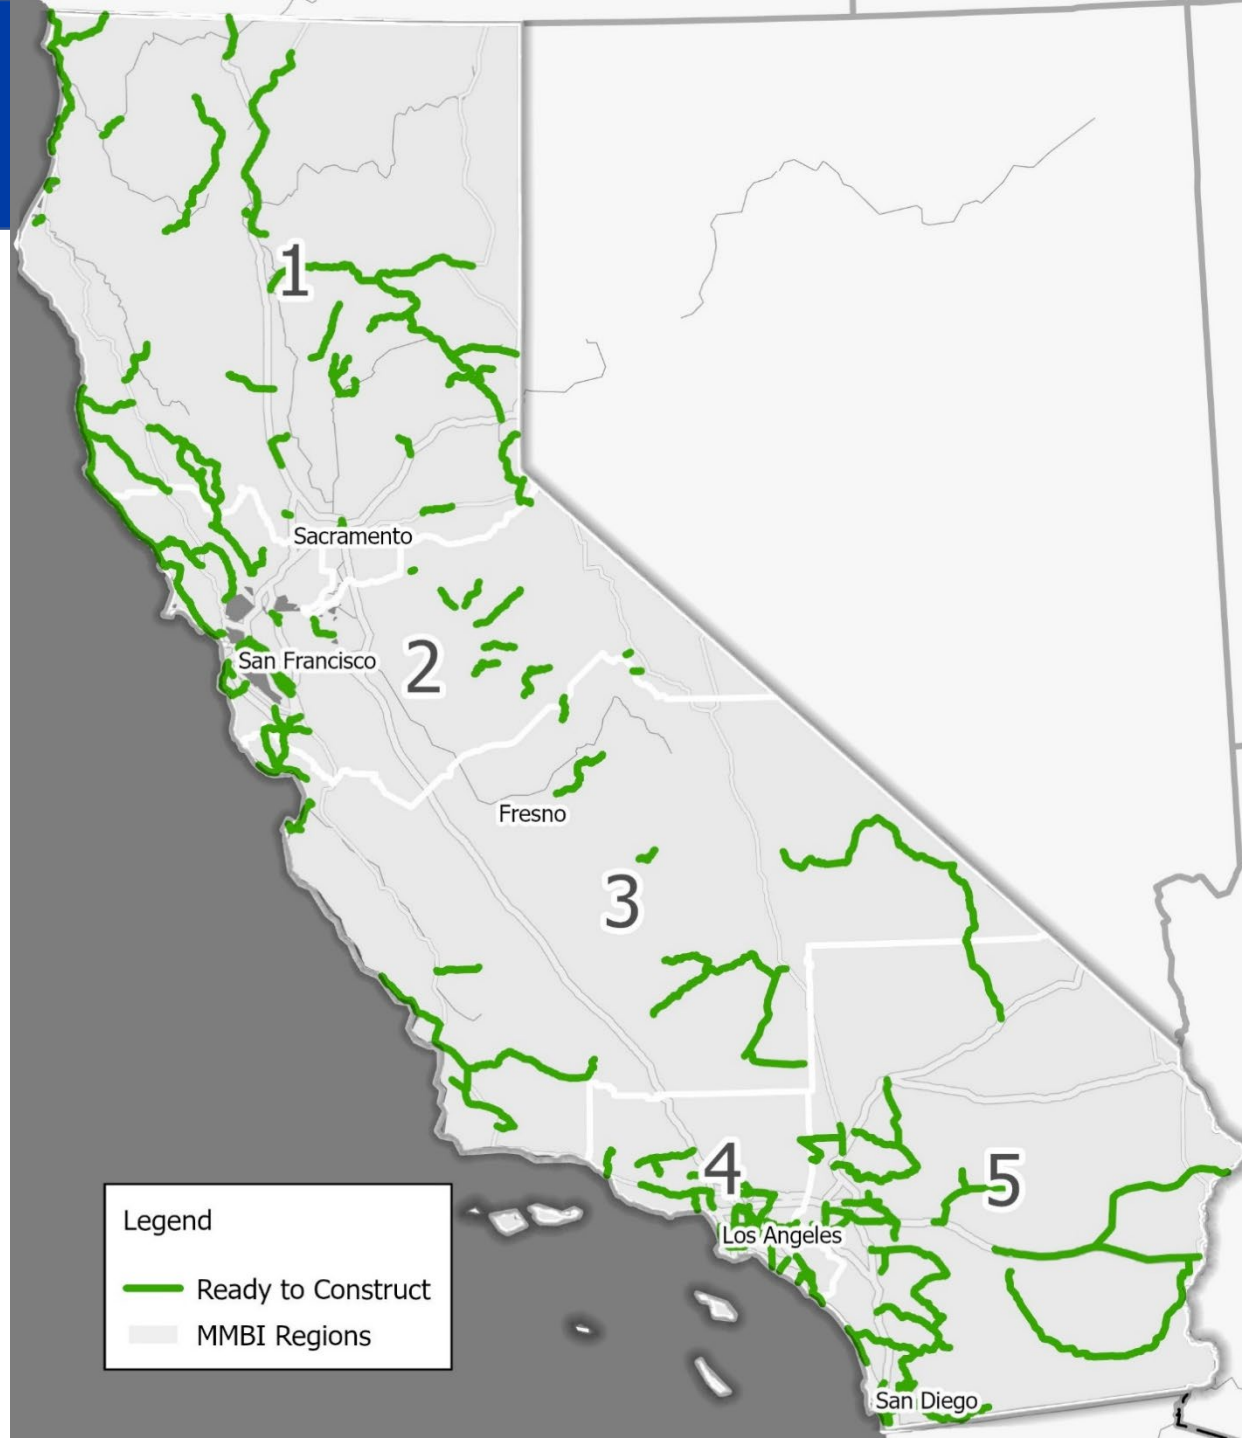 1
Sacramento
San Francisco
2
Fresno
3
4
5
Los Angeles
San Diego
Legend
Ready to Construct
MMBI Regions